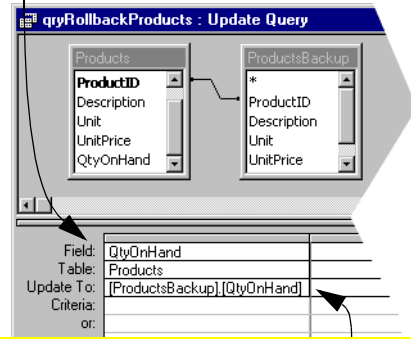 qryRollbackProducts : Update Query
Products
ProductID
Description
Unit
UnitPrice
QtyOnHand
ProductsBackup
*
ProductID
Description
Unit
UnitPrice
Field: QtyOnHand
Table: Products
Update To: [ProductsBackup].[QtyOnHand]
Criteria:
or: